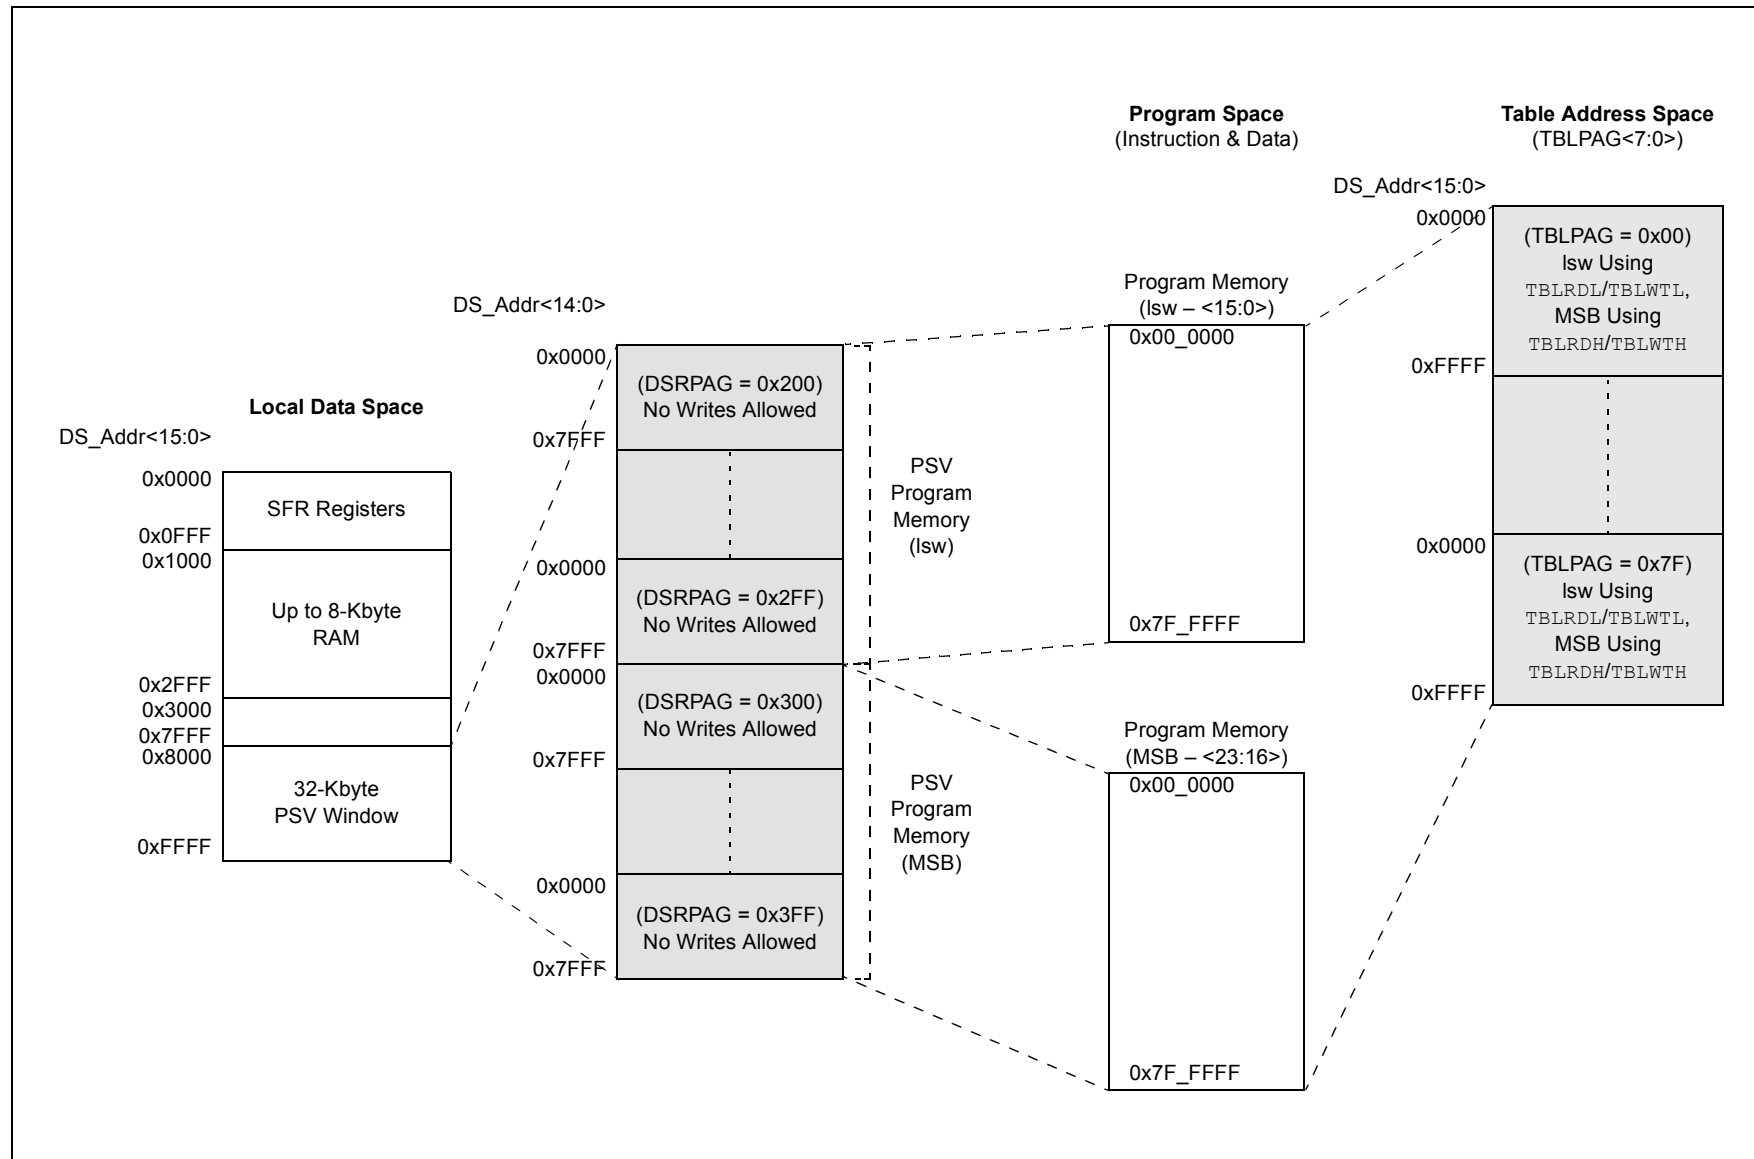 Local Data Space
DS_Addr<15:0>
0x0000
SFR Registers
0x0FFF
0x1000
Up to 8-Kbyte
RAM
0x2FFF
0x3000
0x7FFF
0x8000
32-Kbyte
PSV Window
0xFFFF
DS_Addr<14:0>
0x0000
(DSRPAG = 0x200)
No Writes Allowed
0x7FFF
0x0000
(DSRPAG = 0x2FF)
No Writes Allowed
0x7FFF
0x0000
(DSRPAG = 0x300)
No Writes Allowed
0x7FFF
0x0000
(DSRPAG = 0x3FF)
No Writes Allowed
0x7FFF
PSV
Program
Memory
(lsw)
PSV
Program
Memory
(MSB)
Program Space
(Instruction & Data)
Program Memory
(lsw – <15:0>)
0x00_0000
0x7F_FFFF
Program Memory
(MSB – <23:16>)
0x00_0000
0x7F_FFFF
Table Address Space
(TBLPAG<7:0>)
DS_Addr<15:0>
0x0000
(TBLPAG = 0x00)
lsw Using
TBLRDL/TBLWTL,
MSB Using
TBLRDH/TBLWTH
0xFFFF
0x0000
(TBLPAG = 0x7F)
lsw Using
TBLRDL/TBLWTL,
MSB Using
TBLRDH/TBLWTH
0xFFFF